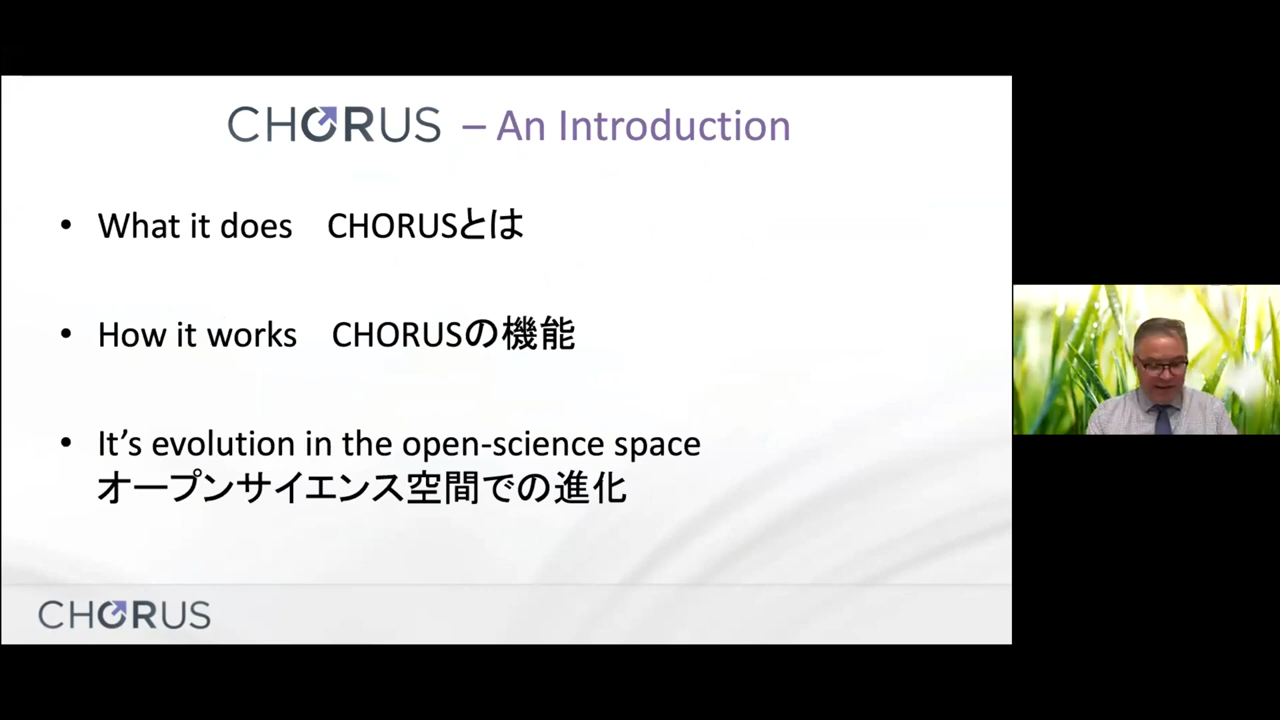 CHORUS – An Introduction
• What it does　CHORUSとは
• How it works　CHORUSの機能
• It’s evolution in the open-science space
オープンサイエンス空間での進化
CHORUS